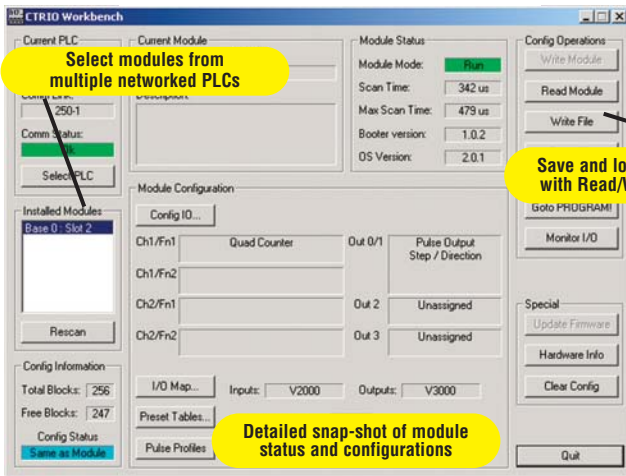 CTRIO Workbench
Current PLC
Current Module
Module Status
Config Operations
Select modules from
multiple networked PLCs
Module Mode:
Run
Write Module
Scan Time:
342 us
Read Module
Description:
250-1
Max Scan Time:
479 us
Write File
Comm Status:
Ok
Booter version:
1.0.2
Select PLC
OS Version:
2.0.1
Save and lo
with Read/W
Module Configuration
Installed Modules
Config IO...
Goto PROGRAM!
Base 0 : Slot 2
Ch1/Fn1
Quad Counter
Out 0/1
Pulse Output
Step / Direction
Monitor I/O
Ch1/Fn2
Ch2/Fn1
Out 2
Unassigned
Special
Rescan
Ch2/Fn2
Out 3
Unassigned
Update Firmware
Hardware Info
Config Information
Total Blocks:
256
I/O Map...
Inputs:
V2000
Outputs:
V3000
Clear Config
Free Blocks:
247
Preset Tables...
Config Status
Same as Module
Pulse Profiles
Detailed snap-shot of module
status and configurations
Quit